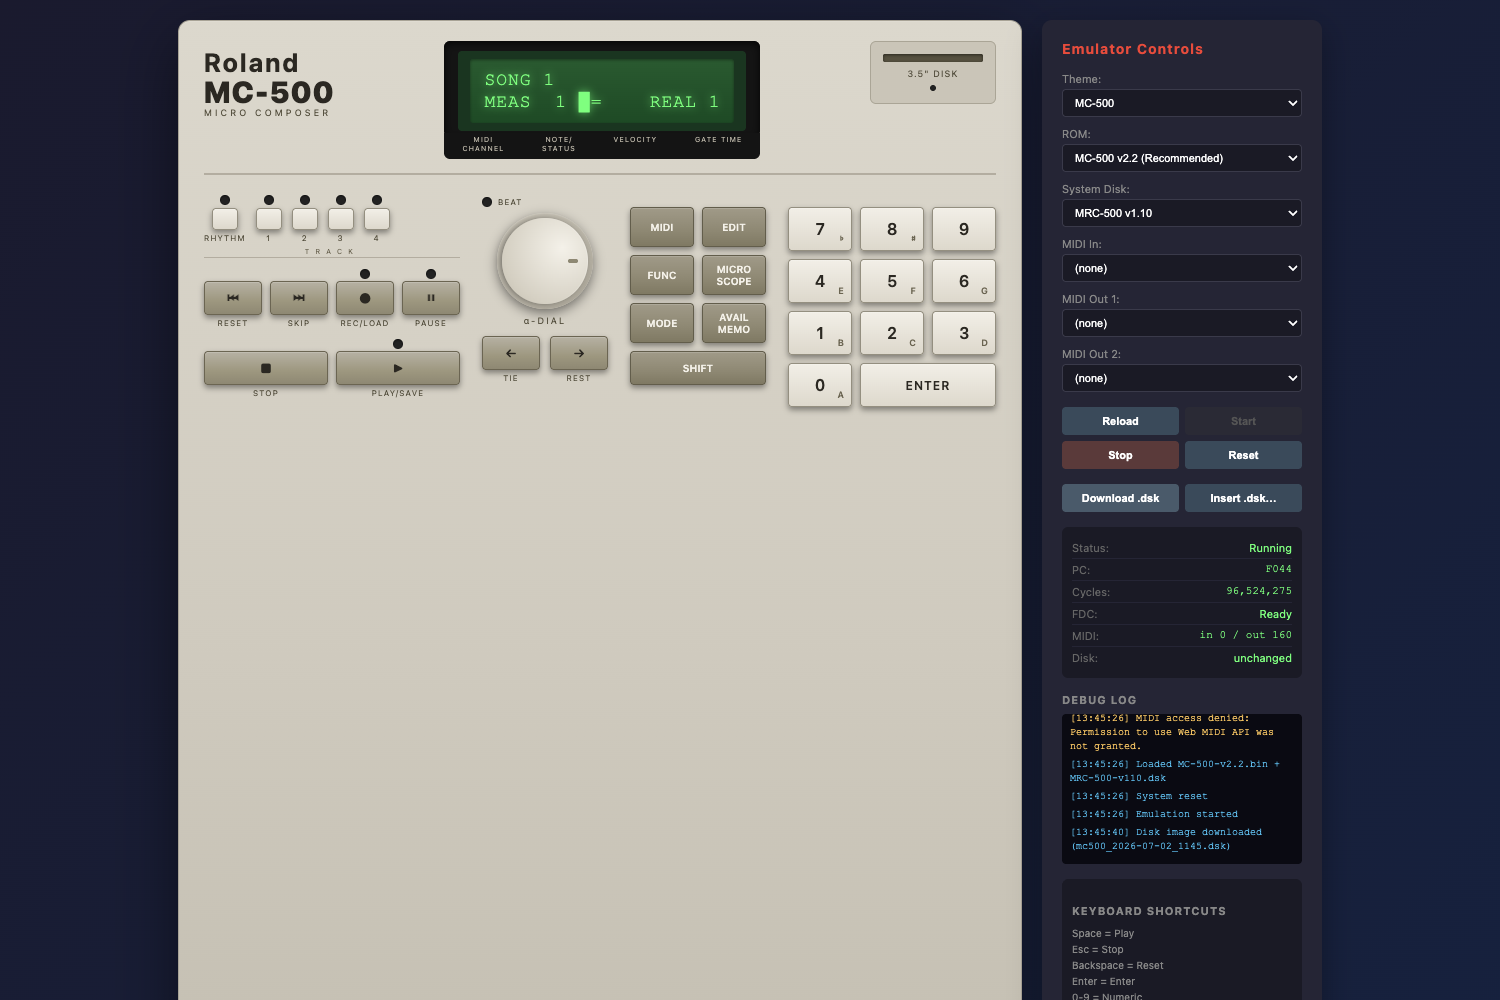 Roland
MC-500
MICRO COMPOSER
SONG 1
MEAS 1 = REAL 1
MIDI CHANNEL NOTE/ STATUS VELOCITY GATE TIME
3.5" DISK
RHYTHM 1 2 3 4
TRACK
RESET SKIP REC/LOAD PAUSE
STOP PLAY/SAVE
BEAT
α-DIAL
TIE REST
MIDI EDIT
FUNC MICRO SCOPE
MODE AVAIL MEMO
SHIFT
7 ♭ 8 # 9
4 E 5 F 6 G
1 B 2 C 3 D
0 A ENTER
Emulator Controls
Theme:
MC-500
ROM:
MC-500 v2.2 (Recommended)
System Disk:
MRC-500 v1.10
MIDI In:
(none)
MIDI Out 1:
(none)
MIDI Out 2:
(none)
Reload Start
Stop Reset
Download .dsk Insert .dsk...
Status: Running
PC: F044
Cycles: 96,524,275
FDC: Ready
MIDI: in 0 / out 160
Disk: unchanged
DEBUG LOG
[13:45:26] MIDI access denied:
Permission to use Web MIDI API was
not granted.
[13:45:26] Loaded MC-500-v2.2.bin +
MRC-500-v110.dsk
[13:45:26] System reset
[13:45:26] Emulation started
[13:45:40] Disk image downloaded
(mc500_2026-07-02_1145.dsk)
KEYBOARD SHORTCUTS
Space = Play
Esc = Stop
Backspace = Reset
Enter = Enter
0-9 = Numeric